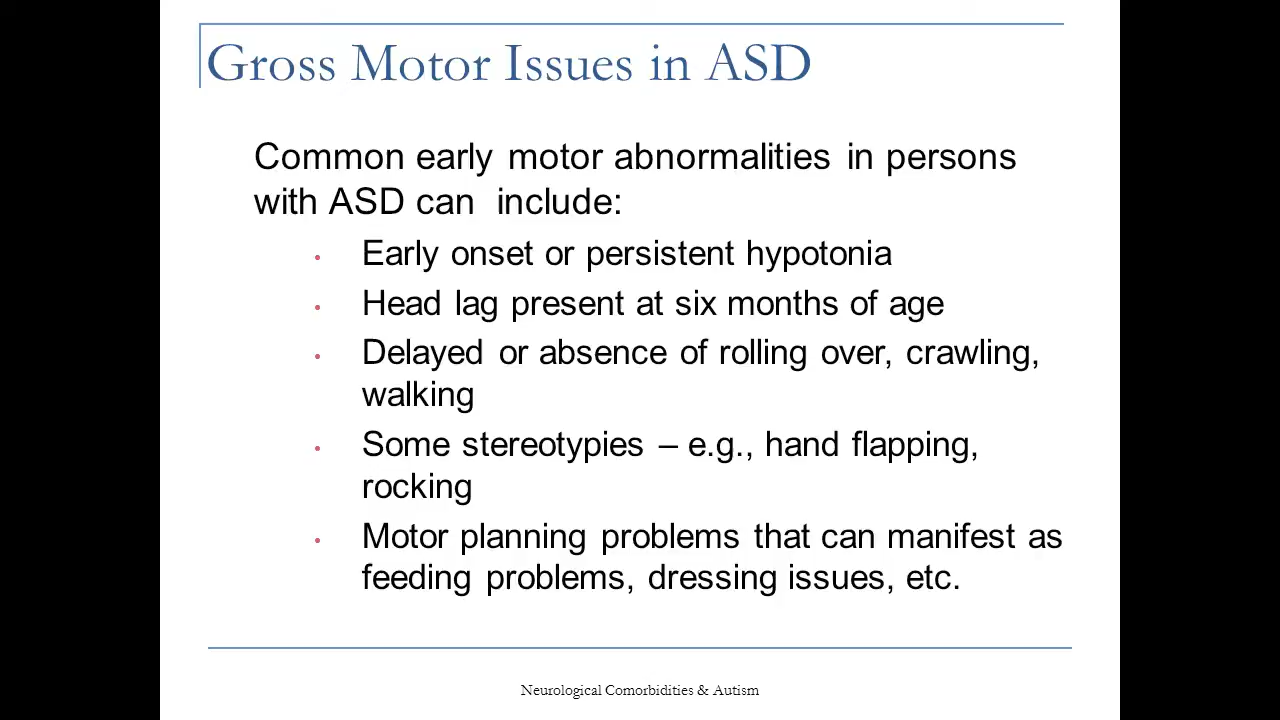 Gross Motor Issues in ASD
Common early motor abnormalities in persons
with ASD can include:
• Early onset or persistent hypotonia
• Head lag present at six months of age
• Delayed or absence of rolling over, crawling,
walking
• Some stereotypies – e.g., hand flapping,
rocking
• Motor planning problems that can manifest as
feeding problems, dressing issues, etc.
Neurological Comorbidities & Autism